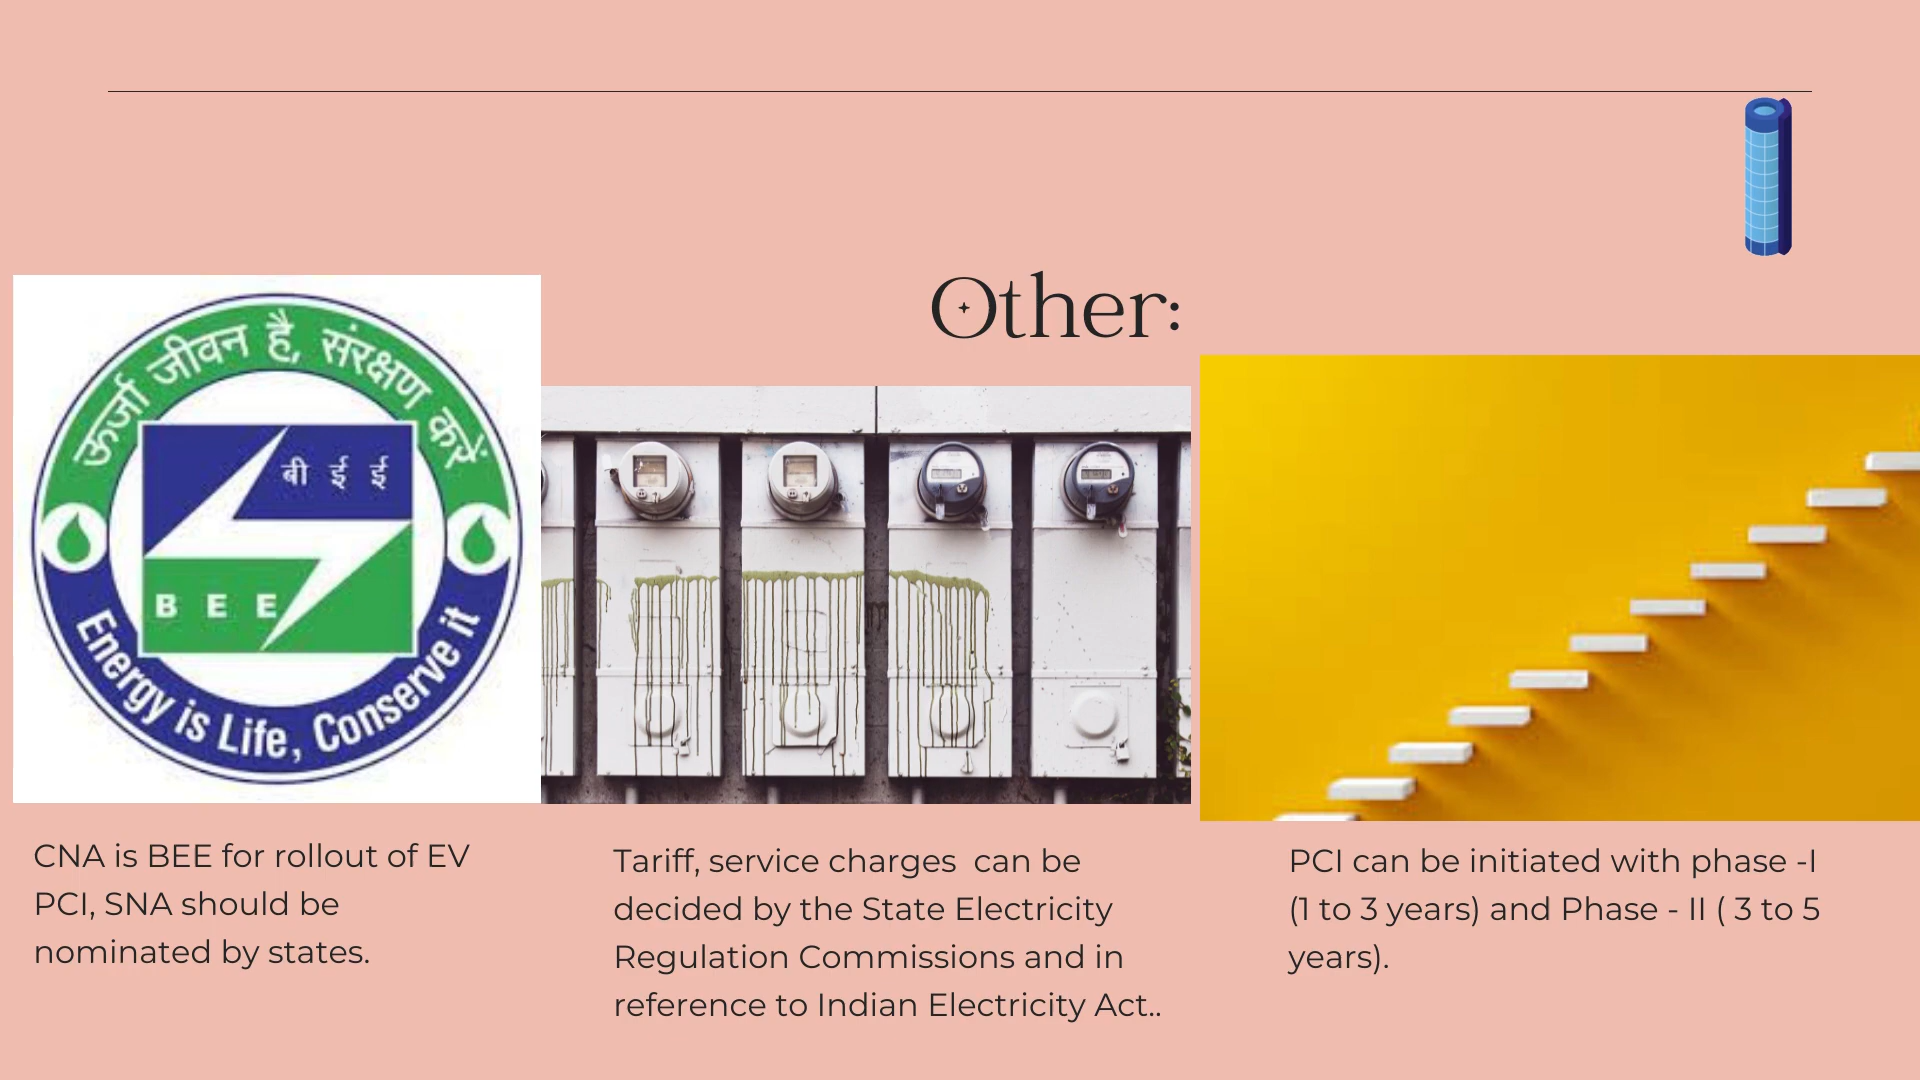 Other:
ऊर्जा जीवन है, संरक्षण करें
बी ई ई
B E E
Energy is Life, Conserve it
CNA is BEE for rollout of EV
PCI, SNA should be
nominated by states.
Tariff, service charges  can be
decided by the State Electricity
Regulation Commissions and in
reference to Indian Electricity Act..
PCI can be initiated with phase -I
(1 to 3 years) and Phase - II ( 3 to 5
years).